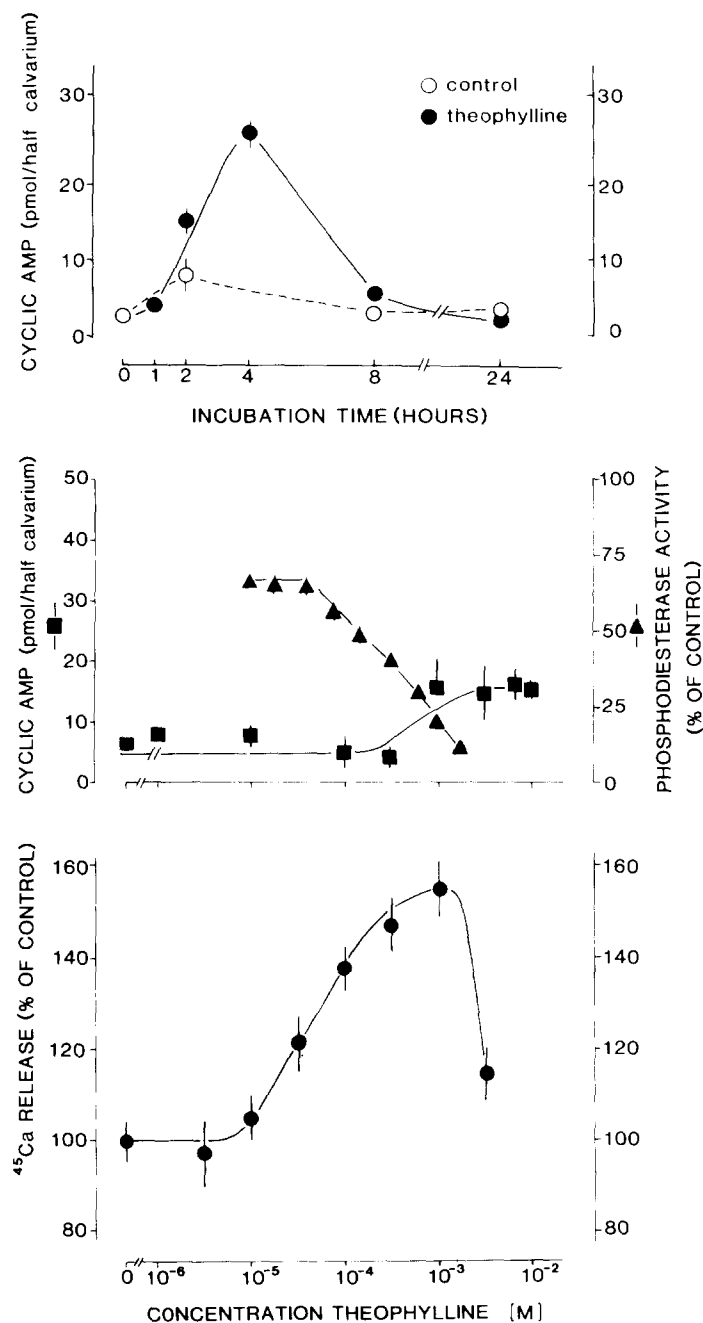 30
20
10
0
CYCLIC AMP (pmol/half calvarium)
control
theophylline
30
20
10
0
0 1 2 4 8 24
INCUBATION TIME (HOURS)
50
40
30
20
10
0
CYCLIC AMP (pmol/half calvarium)
100
75
50
25
0
PHOSPHODIESTERASE ACTIVITY
(% OF CONTROL)
160
140
120
100
80
45Ca RELEASE (% OF CONTROL)
160
140
120
100
80
0 10⁻⁶ 10⁻⁵ 10⁻⁴ 10⁻³ 10⁻²
CONCENTRATION THEOPHYLLINE [M]